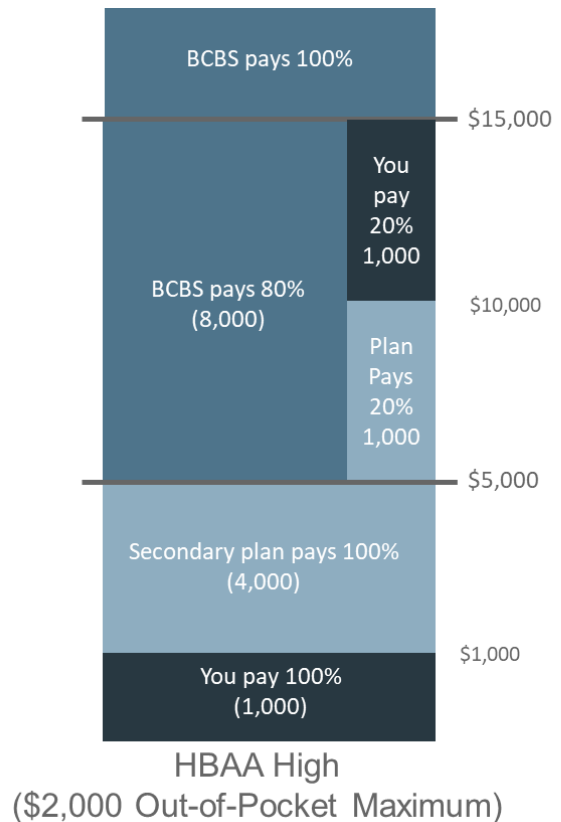 BCBS pays 100%
$15,000
You
pay
20%
1,000
BCBS pays 80%
(8,000)
$10,000
Plan
Pays
20%
1,000
$5,000
Secondary plan pays 100%
(4,000)
$1,000
You pay 100%
(1,000)
HBAA High
($2,000 Out-of-Pocket Maximum)